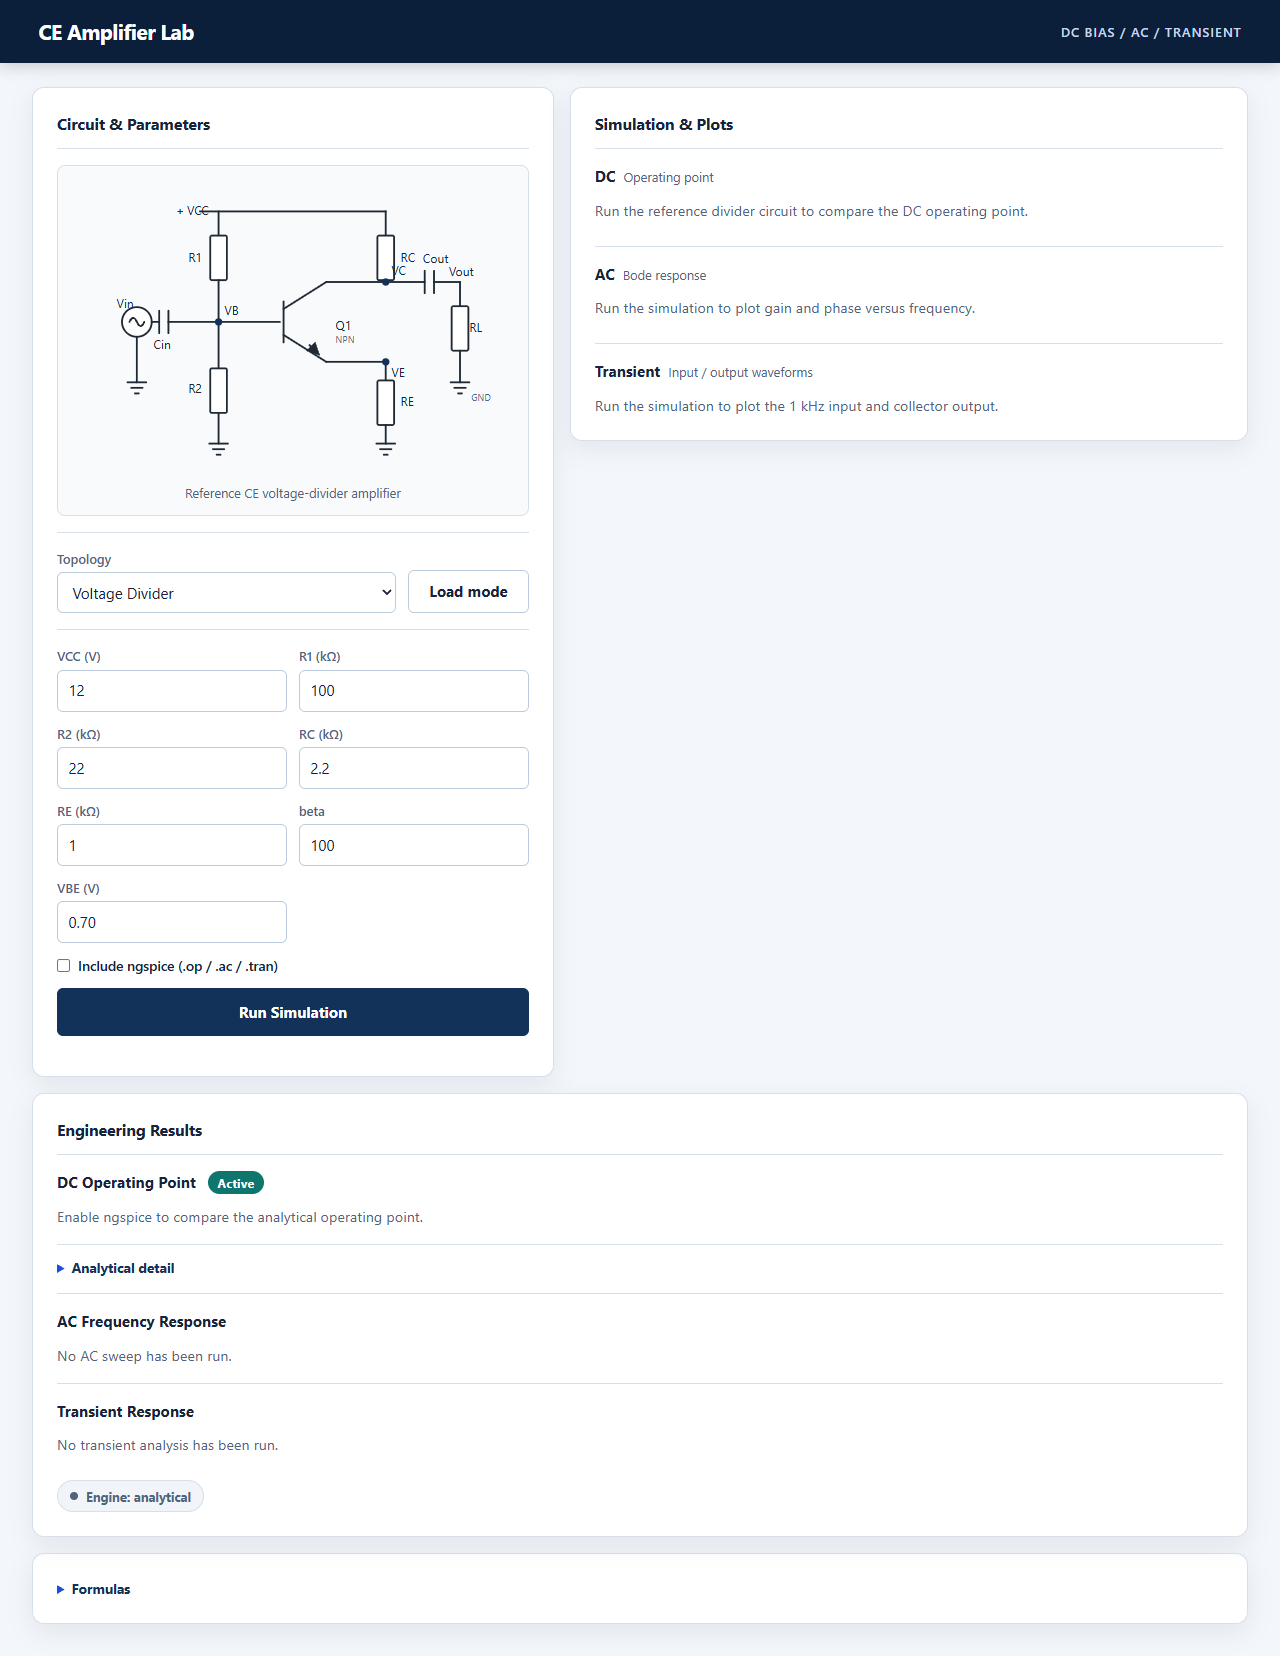 CE Amplifier Lab
DC BIAS / AC / TRANSIENT
Circuit & Parameters
+ VCC
R1
RC
Cout
VC
Vout
Vin
VB
Q1
NPN
RL
Cin
VE
R2
RE
GND
Reference CE voltage-divider amplifier
Topology
Voltage Divider
Load mode
VCC (V)
R1 (kΩ)
12
100
R2 (kΩ)
RC (kΩ)
22
2.2
RE (kΩ)
beta
1
100
VBE (V)
0.70
Include ngspice (.op / .ac / .tran)
Run Simulation
Simulation & Plots
DC Operating point
Run the reference divider circuit to compare the DC operating point.
AC Bode response
Run the simulation to plot gain and phase versus frequency.
Transient Input / output waveforms
Run the simulation to plot the 1 kHz input and collector output.
Engineering Results
DC Operating Point Active
Enable ngspice to compare the analytical operating point.
Analytical detail
AC Frequency Response
No AC sweep has been run.
Transient Response
No transient analysis has been run.
Engine: analytical
Formulas